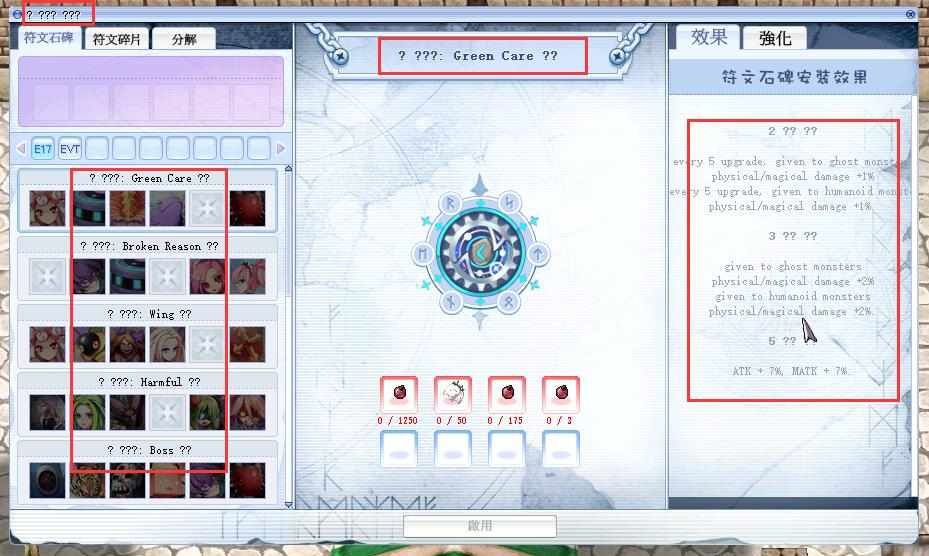 ? ??? ???
符文石碑 符文碎片 分解
E17 EVT
? ???: Green Care ??
? ???: Broken Reason ??
? ???: Wing ??
? ???: Harmful ??
? ???: Boss ??
? ???: Green Care ??
0 / 1250 0 / 50 0 / 175 0 / 3
啟用
效果 強化
符文石碑安裝效果
2 ?? ??
every 5 upgrade, given to ghost monst
physical/magical damage +1%
every 5 upgrade, given to humanoid monst
physical/magical damage +1%
3 ?? ??
given to ghost monsters
physical/magical damage +2%
given to humanoid monsters
physical/magical damage +2%
5 ?? ??
ATK + 7%, MATK + 7%